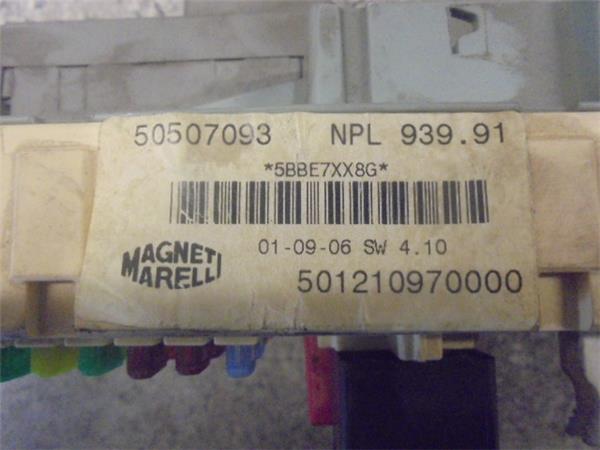 50507093 NPL 939.91
*5BBE7XX8G*
01-09-06 SW 4.10
MAGNETI
MARELLI
501210970000